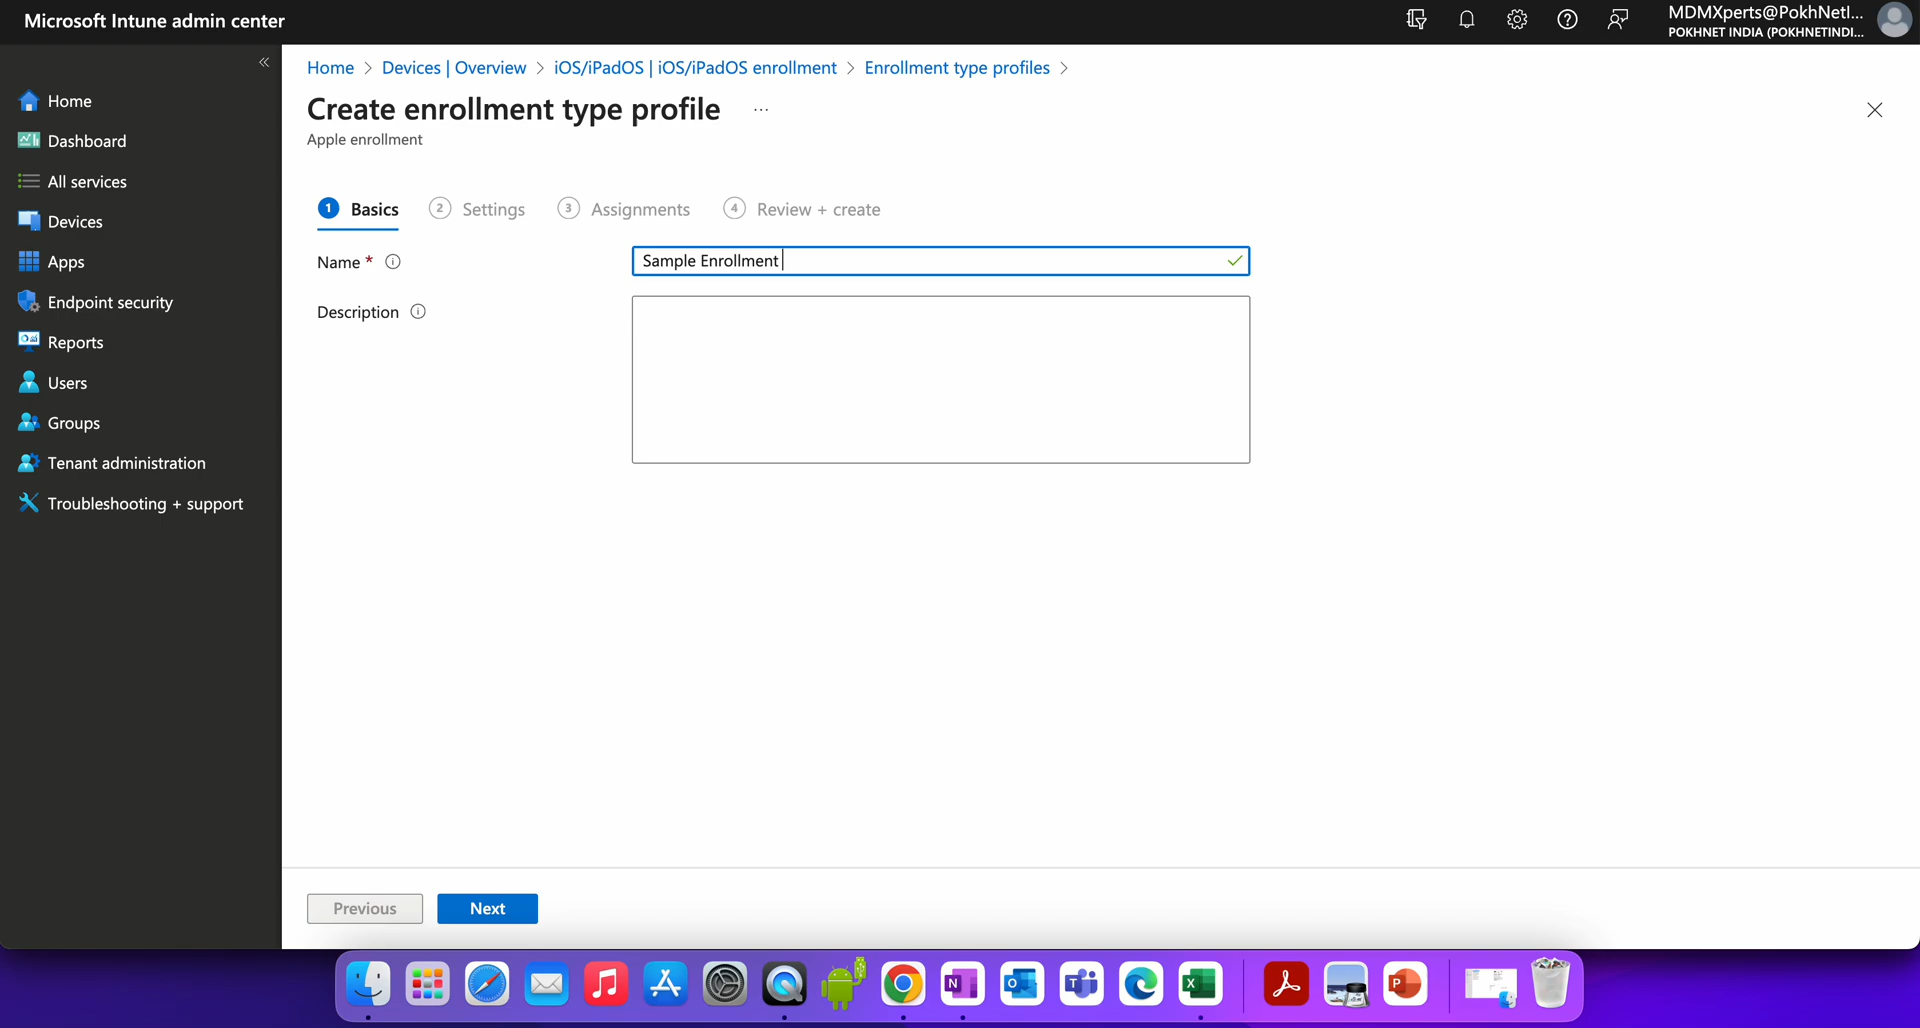 Microsoft Intune admin center
MDMXperts@PokhNetI...
POKHNET INDIA (POKHNETINDI...
«
Home
Dashboard
All services
Devices
Apps
Endpoint security
Reports
Users
Groups
Tenant administration
Troubleshooting + support
Home > Devices | Overview > iOS/iPadOS | iOS/iPadOS enrollment > Enrollment type profiles >
Create enrollment type profile ...
Apple enrollment
1 Basics 2 Settings 3 Assignments 4 Review + create
Name *
Sample Enrollment
Description
Previous
Next